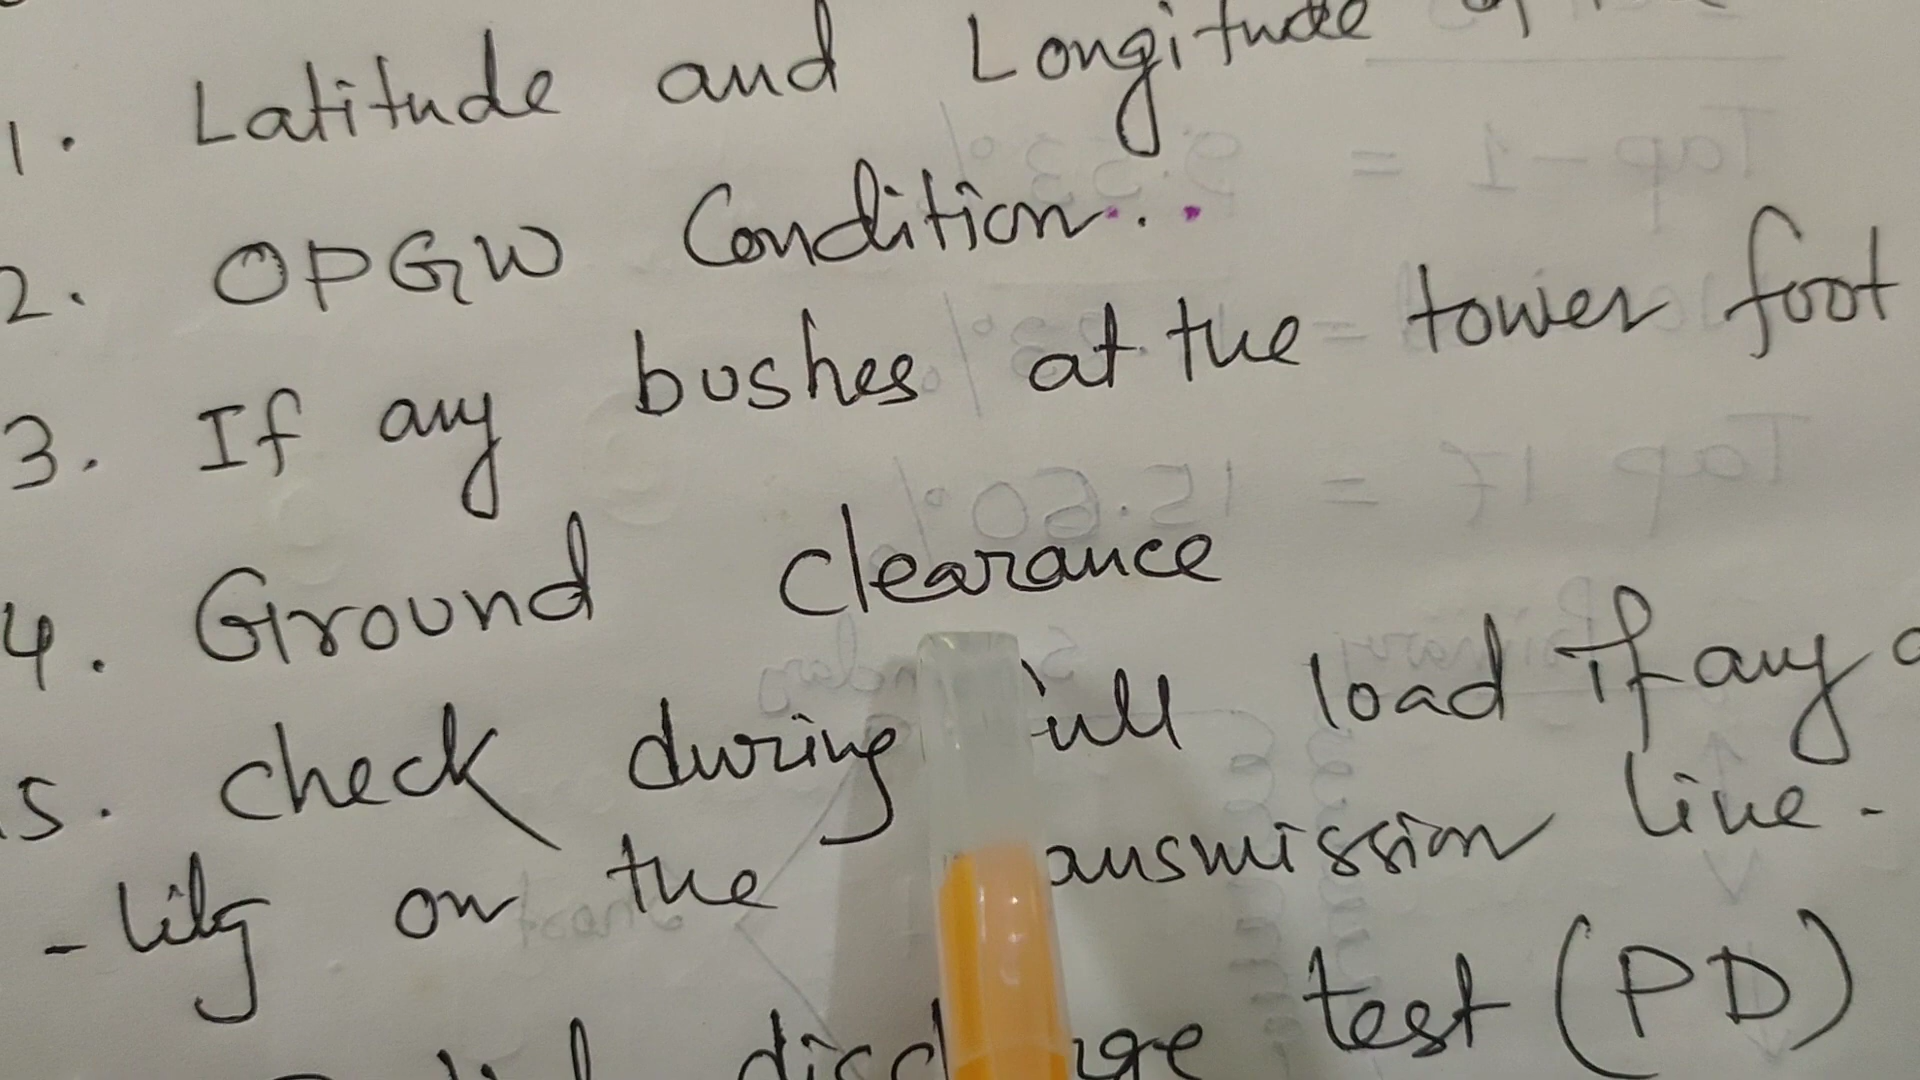 1. Latitude and Longitude
2. OPGW Condition..
3. If any bushes at the tower foot
4. Ground clearance
5. check during load if any
-lity on the line.
test (PD)